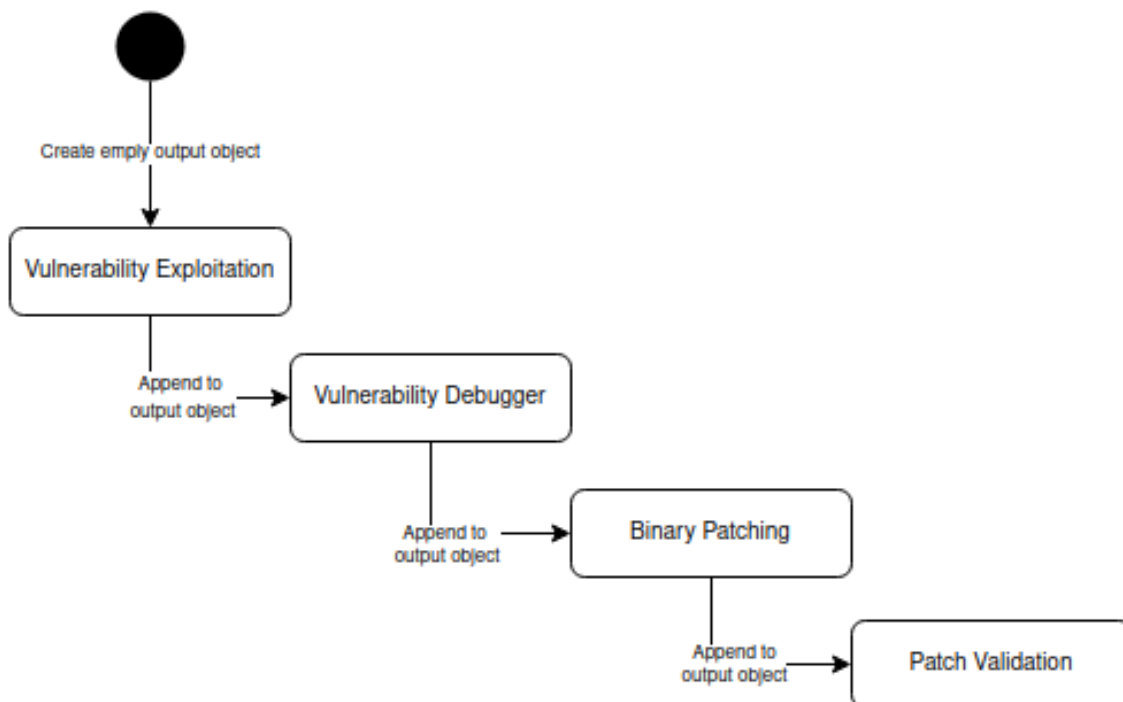 Create emply output object
Vulnerability Exploitation
Append to
output object
Vulnerability Debugger
Append to
output object
Binary Patching
Append to
output object
Patch Validation